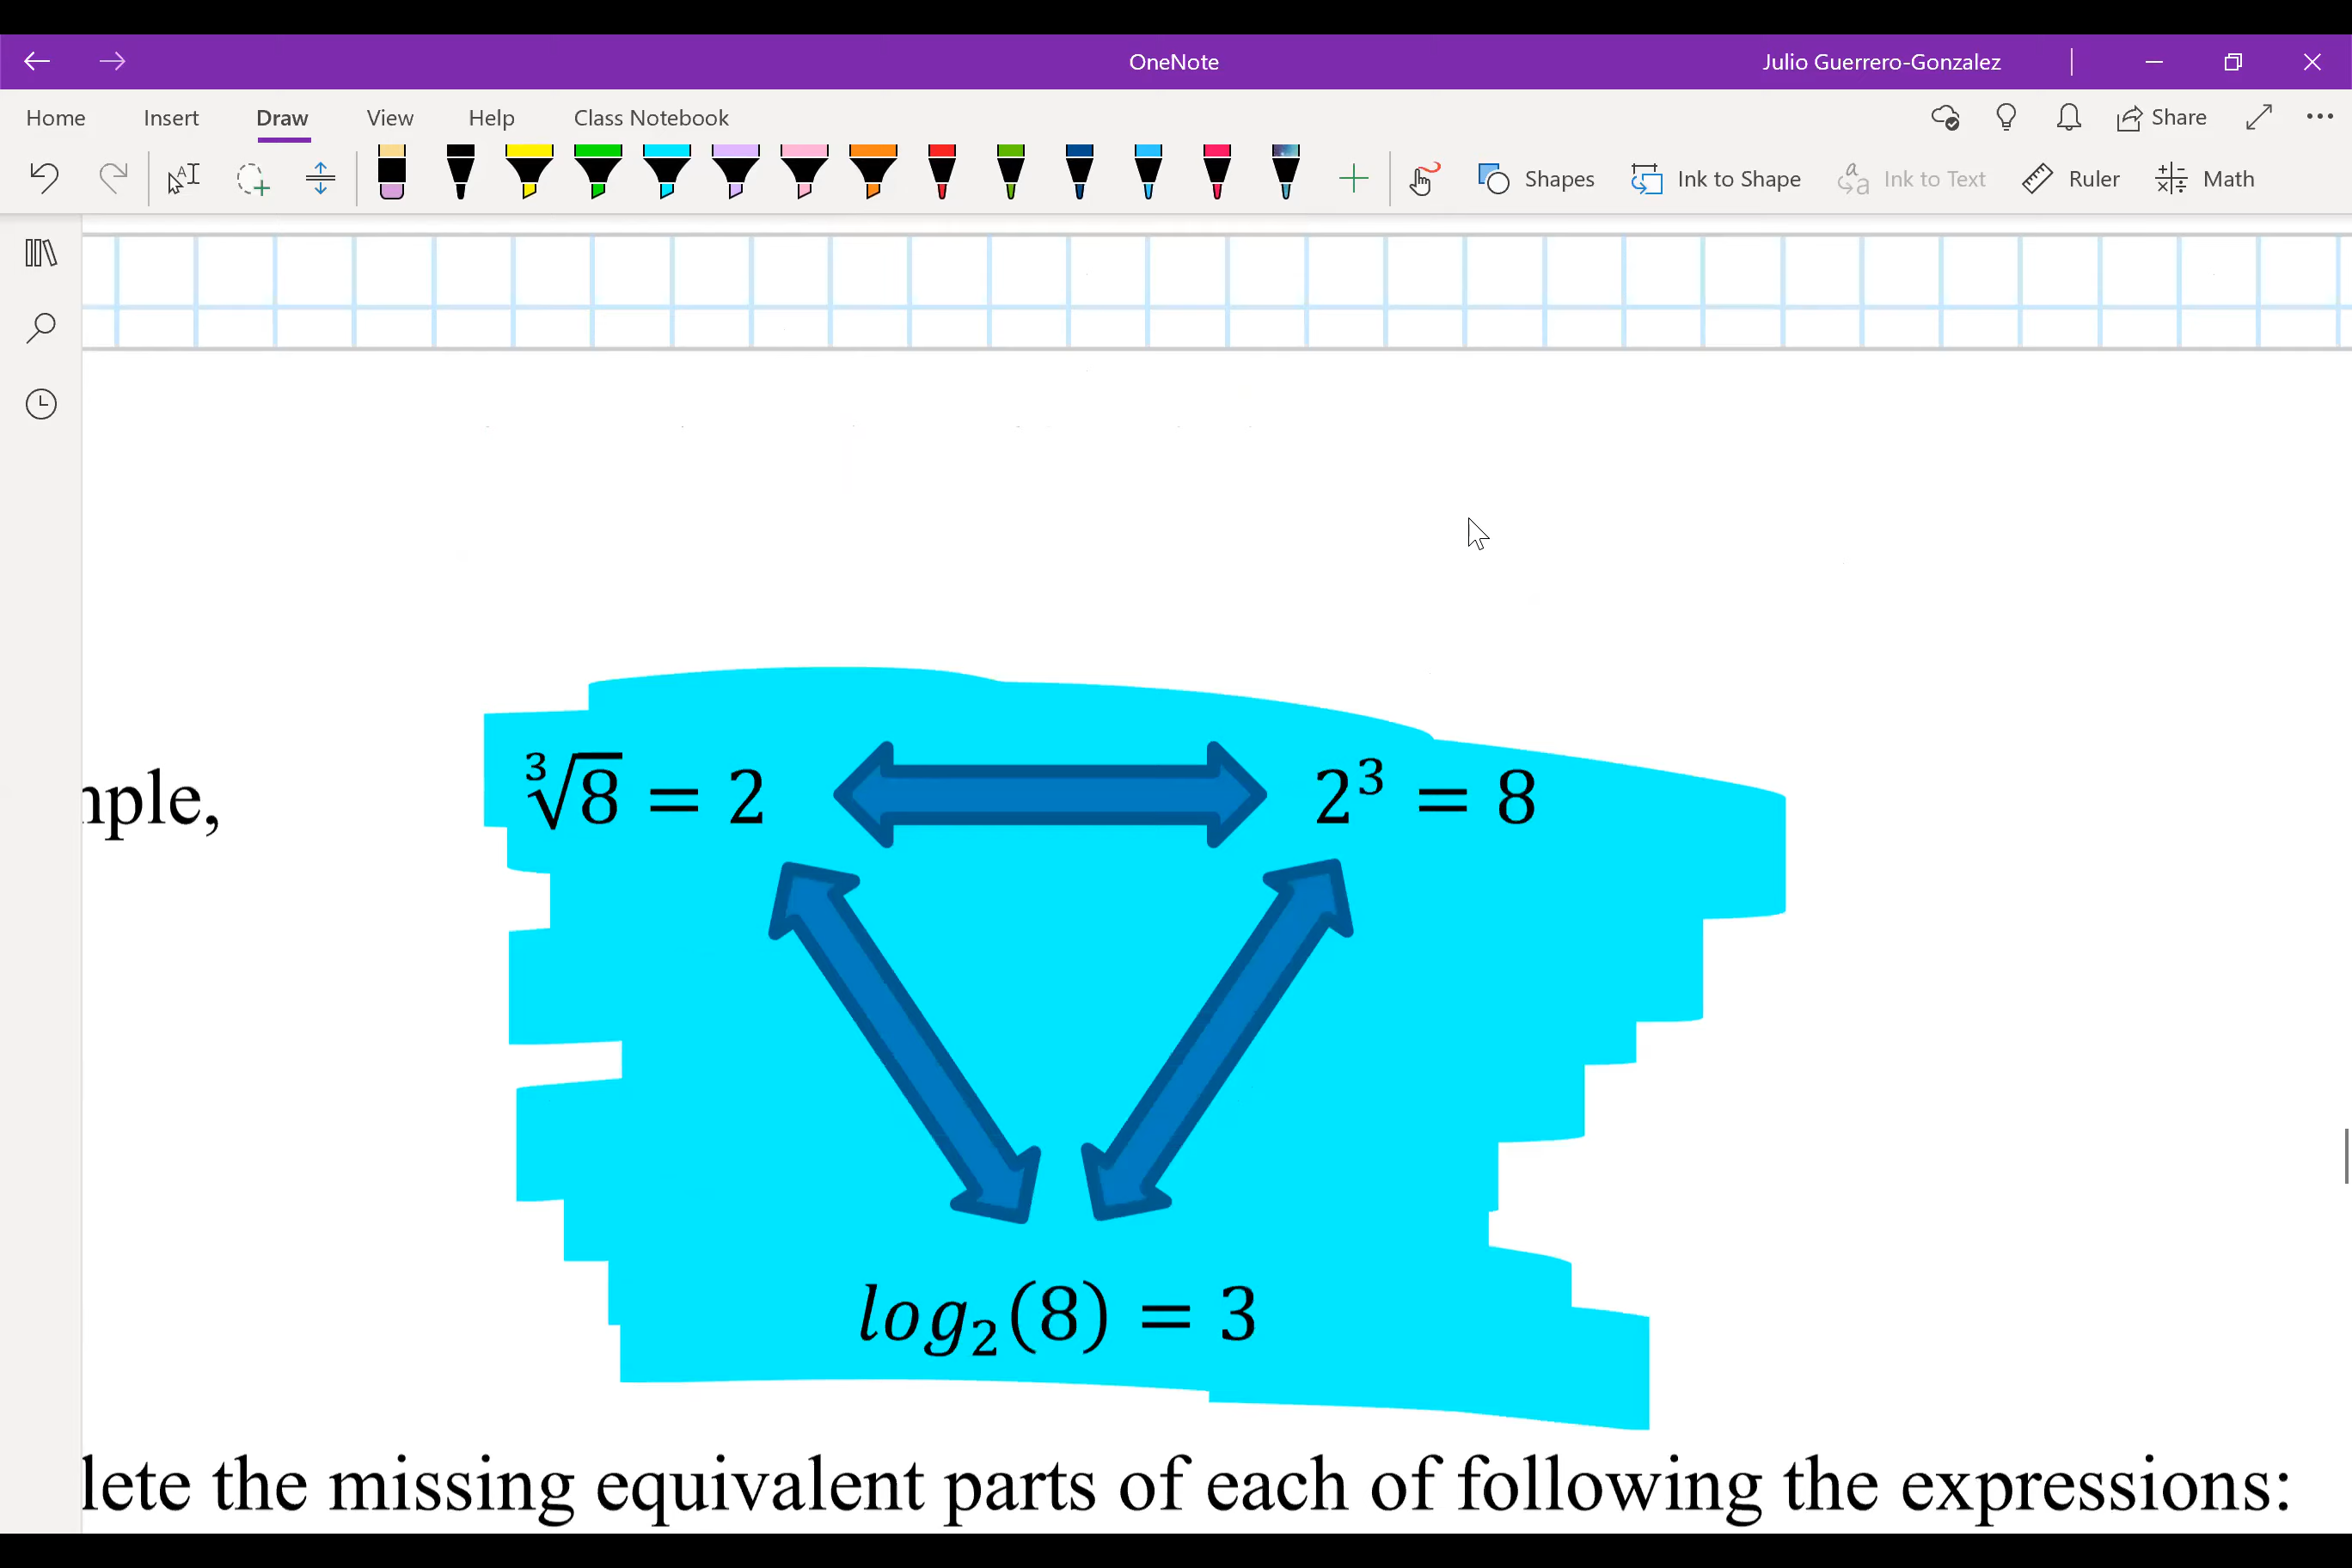 OneNote
Julio Guerrero-Gonzalez
Home Insert Draw View Help Class Notebook Share
Shapes Ink to Shape Ink to Text Ruler Math
mple,
∛8 = 2
2³ = 8
log₂(8) = 3
lete the missing equivalent parts of each of following the expressions: